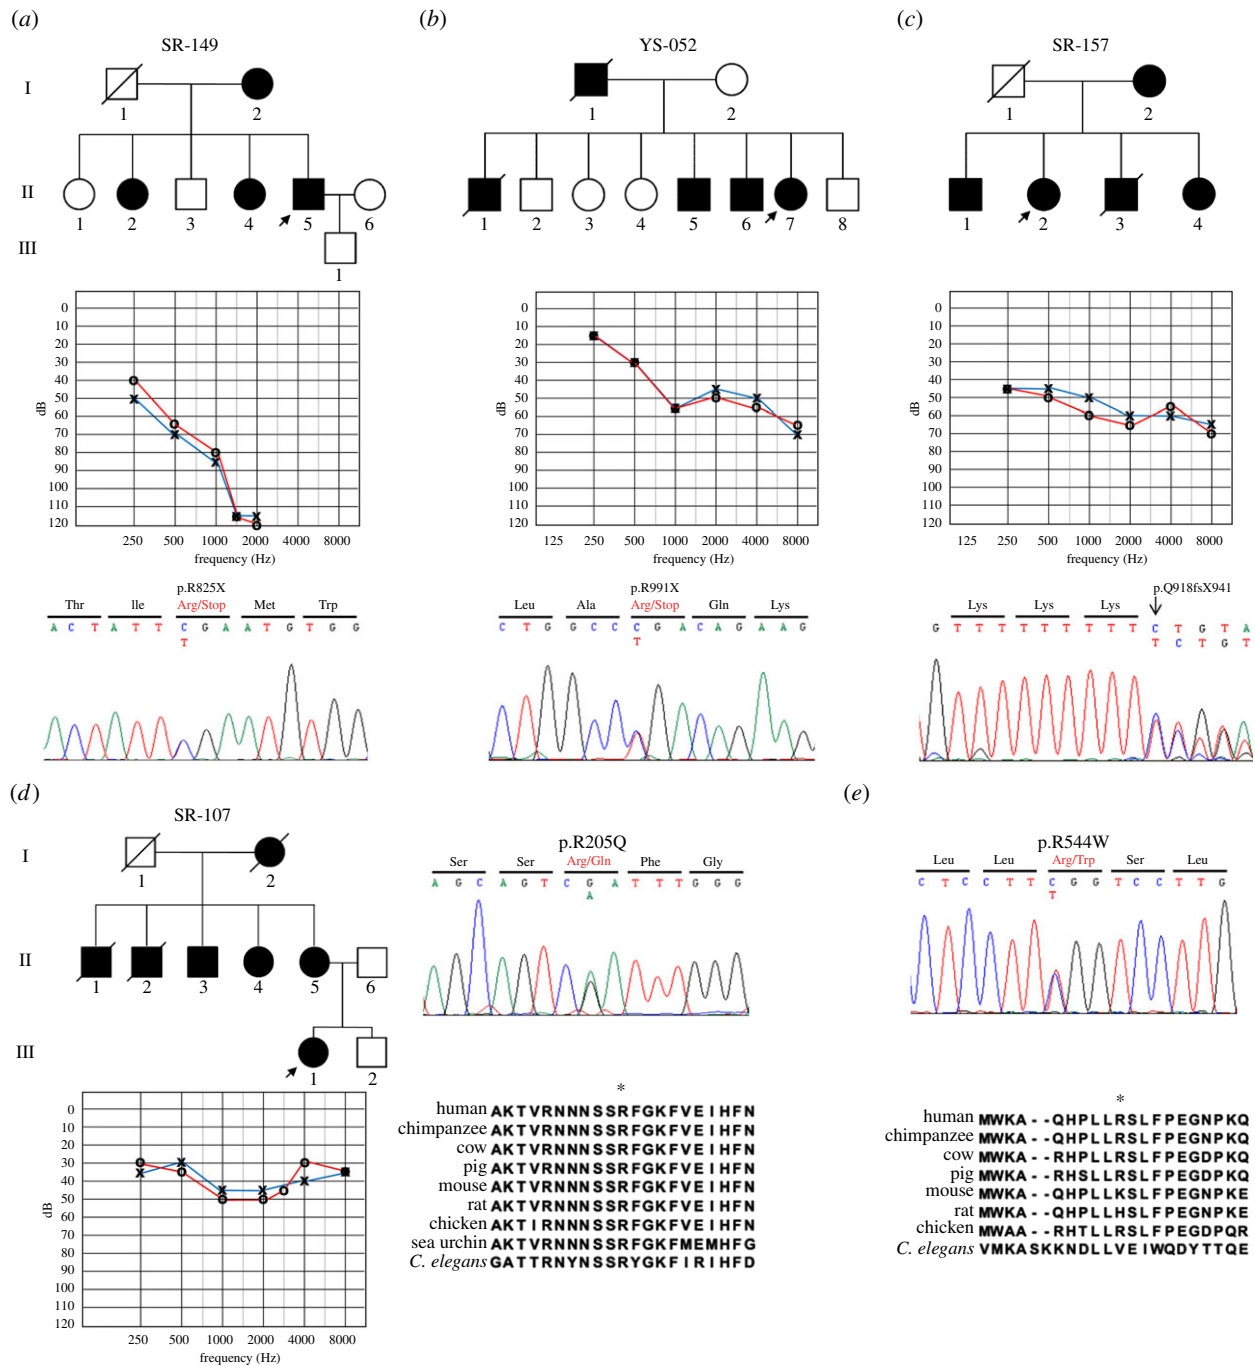 (a)
SR-149
I
1
2
II
1
2
3
4
5
6
III
1
0
10
20
30
40
50
60
70
80
90
100
110
120
dB
250 500 1000 2000 4000 8000
frequency (Hz)
p.R825X
Thr Ile Arg/Stop Met Trp
A C T A T T C G A A T G T G G
T
(b)
YS-052
1
2
1
2
3
4
5
6
7
8
0
10
20
30
40
50
60
70
80
90
100
110
120
dB
125 250 500 1000 2000 4000 8000
frequency (Hz)
p.R991X
Leu Ala Arg/Stop Gln Lys
C T G G C C C G A C A G A A G
T
(c)
SR-157
1
2
1
2
3
4
0
10
20
30
40
50
60
70
80
90
100
110
120
dB
125 250 500 1000 2000 4000 8000
frequency (Hz)
p.Q918fsX941
Lys Lys Lys
G T T T T T T T T T C T G T A
T C T G T
(d)
SR-107
I
1
2
II
1
2
3
4
5
6
III
1
2
0
10
20
30
40
50
60
70
80
90
100
110
120
dB
250 500 1000 2000 4000 8000
frequency (Hz)
p.R205Q
Ser Ser Arg/Gln Phe Gly
A G C A G T C G A T T T G G G
A
*
human AKTVRNNNSSRFGKFVEIHFN
chimpanzee AKTVRNNNSSRFGKFVEIHFN
cow AKTVRNNNSSRFGKFVEIHFN
pig AKTVRNNNSSRFGKFVEIHFN
mouse AKTVRNNNSSRFGKFVEIHFN
rat AKTVRNNNSSRFGKFVEIHFN
chicken AKTIRNNNSSRFGKFVEIHFN
sea urchin AKTVRNNNSSRFGKFMEMHFG
C. elegans GATTRNYNSSRYGKFIRIHFD
(e)
p.R544W
Leu Leu Arg/Trp Ser Leu
C T C C T T C G G T C C T T G
T
*
human MWKA--QHPLLRSLFPEGNPKQ
chimpanzee MWKA--QHPLLRSLFPEGNPKQ
cow MWKA--RHPLLRSLFPEGDPKQ
pig MWKA--RHSLLRSLFPEGDPKQ
mouse MWKA--QHPLLKSLFPEGNPKE
rat MWKA--QHPLLHSLFPEGNPKE
chicken MWAA--RHTLLRSLFPEGDPQR
C. elegans VMKASKKNDLLVEIWQDYTTQE